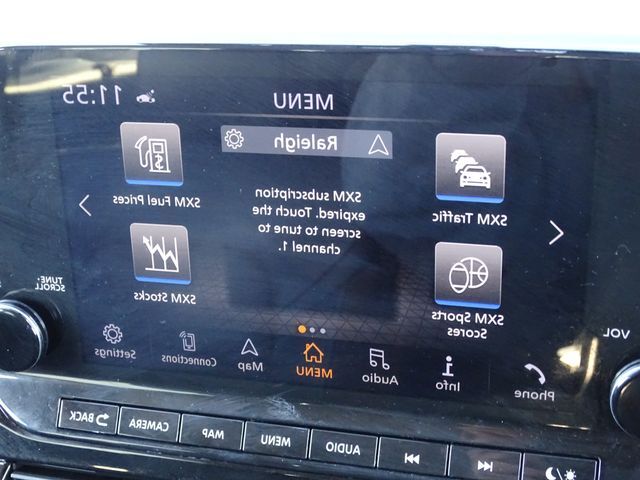 11:55
MENU
Raleigh
SXM Traffic
SXM Fuel Prices
SXM subscription
expired. Touch the
screen to tune to
channel 1.
SXM Sports
Scores
SXM Stocks
VOL
TUNE·
SCROLL
Phone
Info
Audio
MENU
Map
Connections
Settings
AUDIO
MENU
MAP
CAMERA
BACK